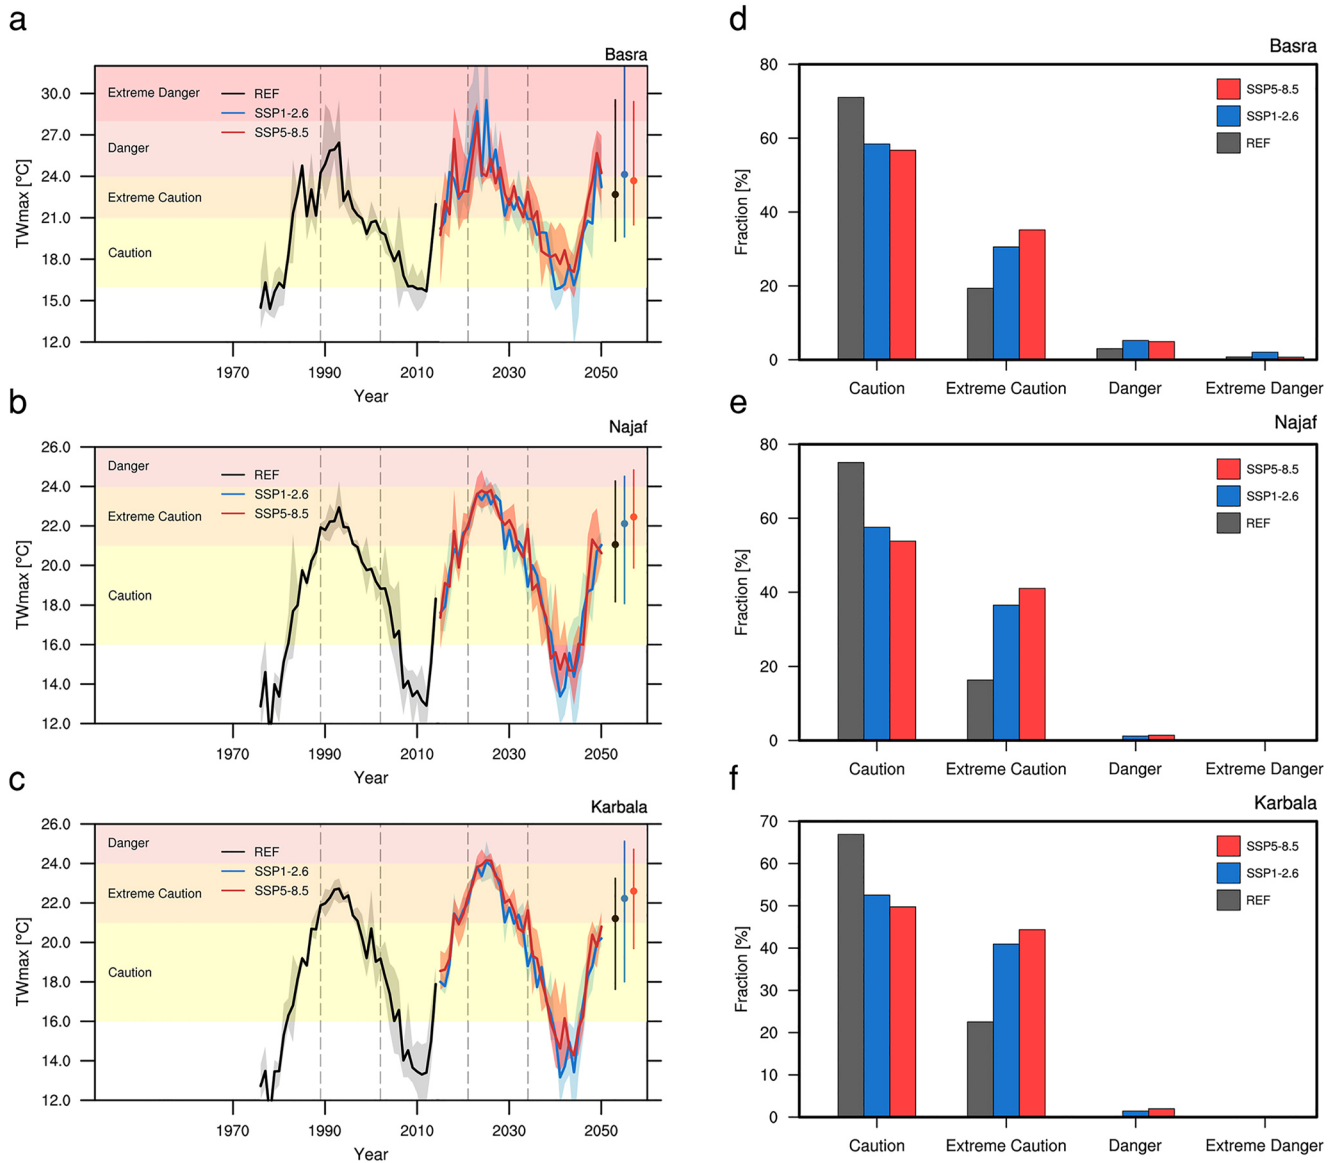 a
Basra
Extreme Danger
Danger
Extreme Caution
Caution
REF
SSP1-2.6
SSP5-8.5
TWmax [°C]
30.0
27.0
24.0
21.0
18.0
15.0
12.0
1970
1990
2010
2030
2050
Year
b
Najaf
Danger
Extreme Caution
Caution
REF
SSP1-2.6
SSP5-8.5
TWmax [°C]
26.0
24.0
22.0
20.0
18.0
16.0
14.0
12.0
1970
1990
2010
2030
2050
Year
c
Karbala
Danger
Extreme Caution
Caution
REF
SSP1-2.6
SSP5-8.5
TWmax [°C]
26.0
24.0
22.0
20.0
18.0
16.0
14.0
12.0
1970
1990
2010
2030
2050
Year
d
Basra
SSP5-8.5
SSP1-2.6
REF
Fraction [%]
80
60
40
20
0
Caution
Extreme Caution
Danger
Extreme Danger
e
Najaf
SSP5-8.5
SSP1-2.6
REF
Fraction [%]
80
60
40
20
0
Caution
Extreme Caution
Danger
Extreme Danger
f
Karbala
SSP5-8.5
SSP1-2.6
REF
Fraction [%]
70
60
50
40
30
20
10
0
Caution
Extreme Caution
Danger
Extreme Danger